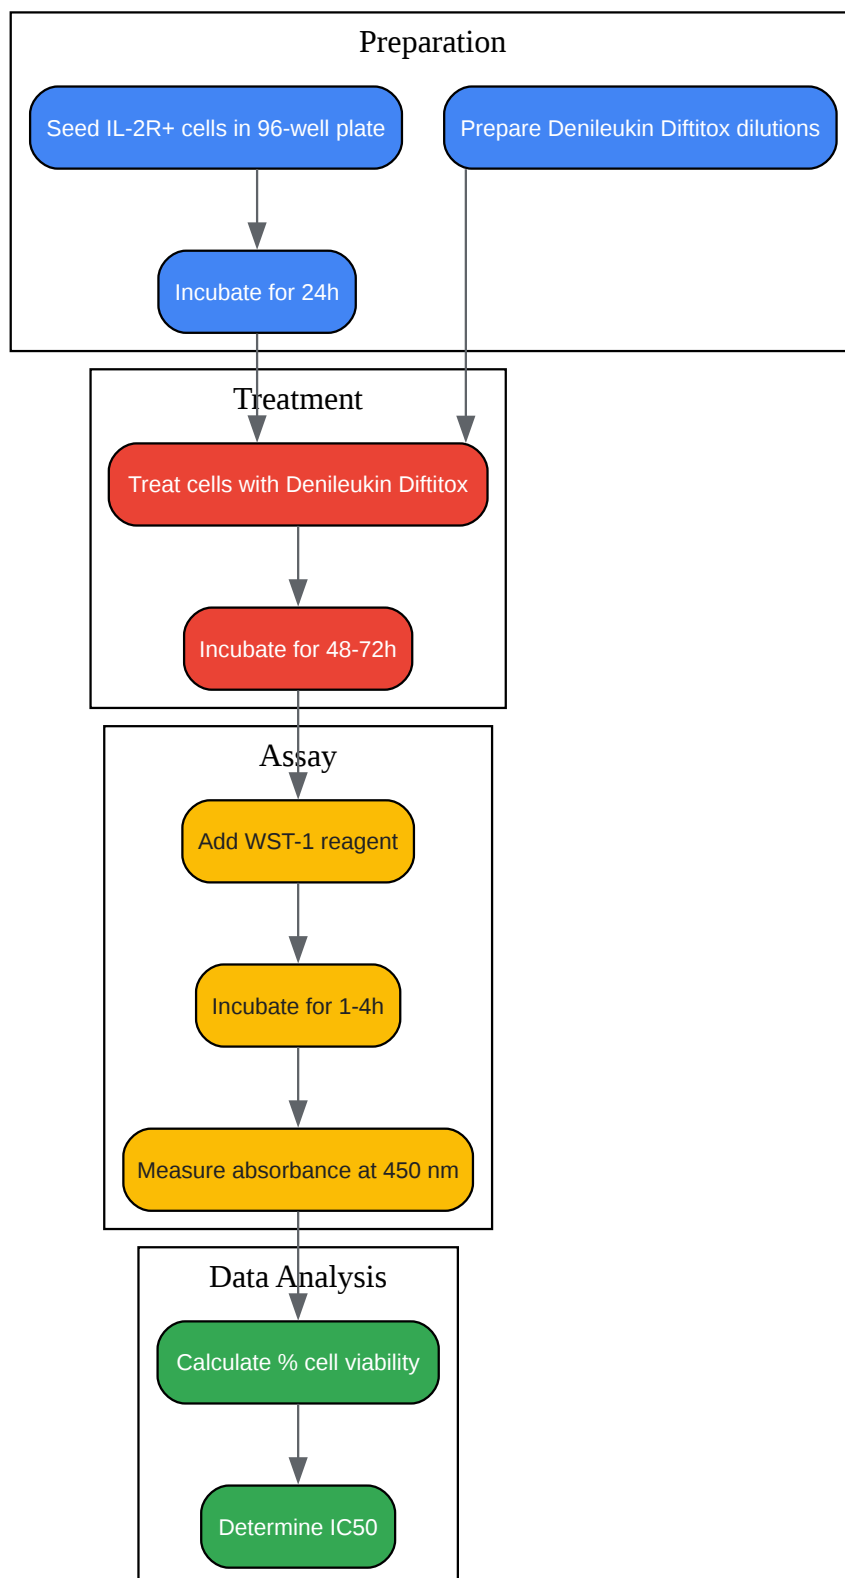 Preparation
Seed IL-2R+ cells in 96-well plate
Prepare Denileukin Diftitox dilutions
Incubate for 24h
Treatment
Treat cells with Denileukin Diftitox
Incubate for 48-72h
Assay
Add WST-1 reagent
Incubate for 1-4h
Measure absorbance at 450 nm
Data Analysis
Calculate % cell viability
Determine IC50